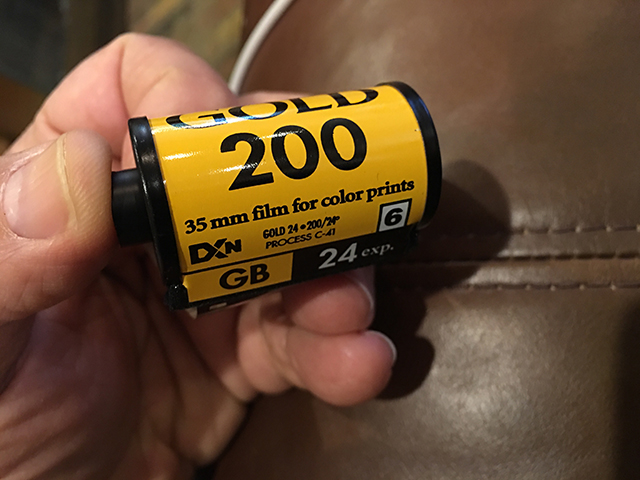 GOLD
200
35 mm film for color prints
DXN
GOLD 24 • 200/24°
PROCESS C-41
6
GB
24 exp.